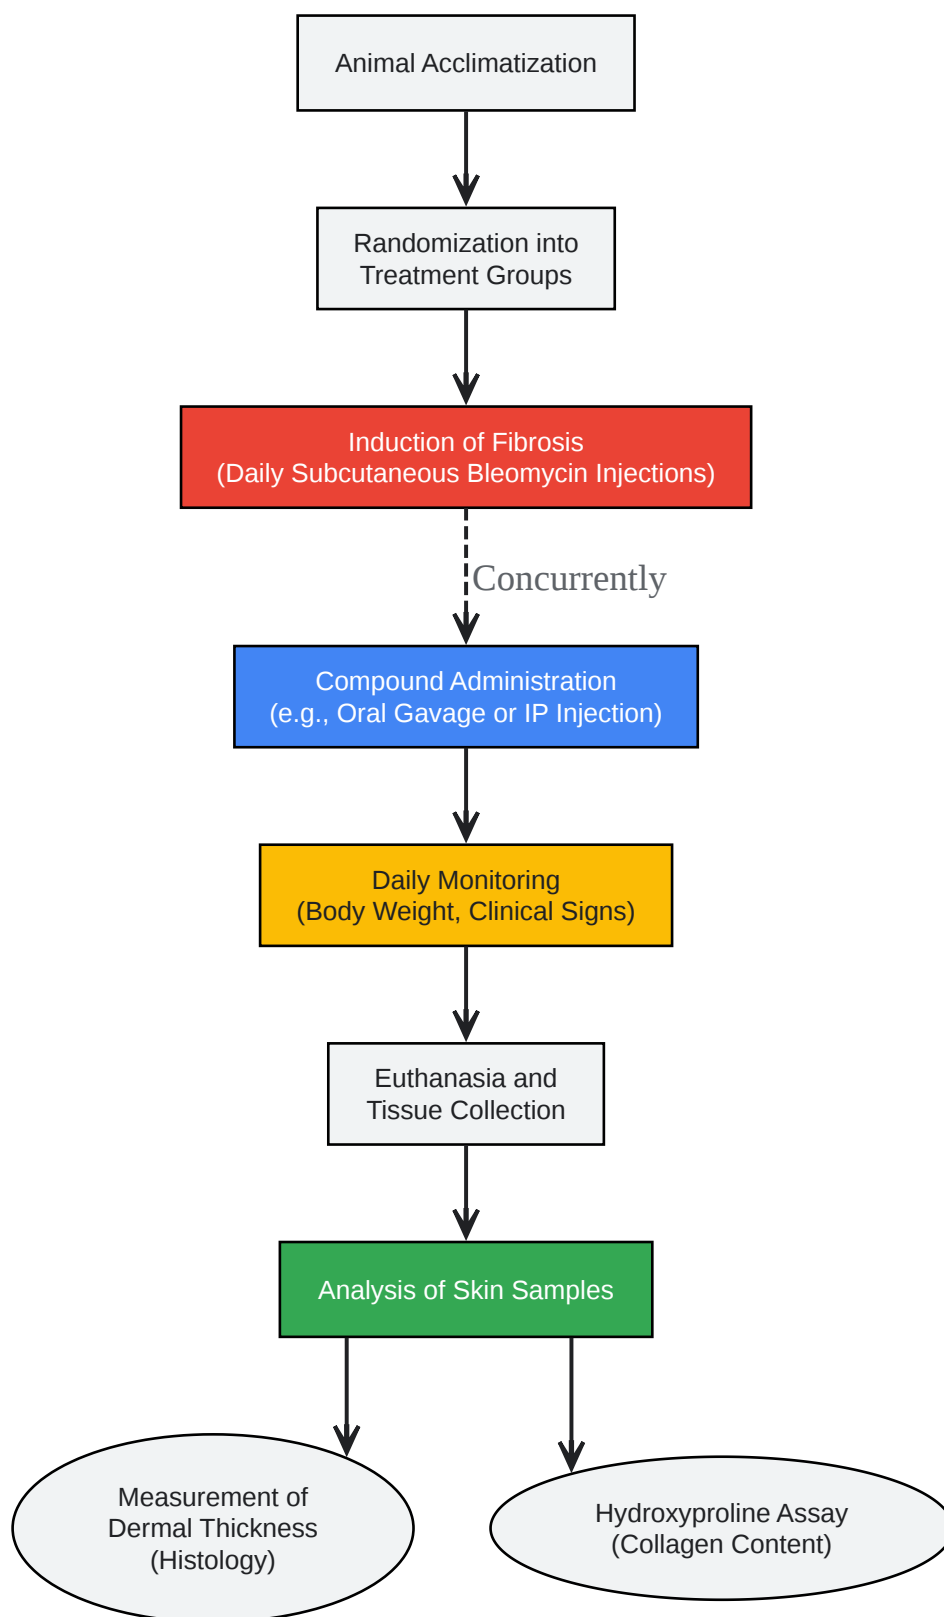 Animal Acclimatization
Randomization into
Treatment Groups
Induction of Fibrosis
(Daily Subcutaneous Bleomycin Injections)
Concurrently
Compound Administration
(e.g., Oral Gavage or IP Injection)
Daily Monitoring
(Body Weight, Clinical Signs)
Euthanasia and
Tissue Collection
Analysis of Skin Samples
Measurement of
Dermal Thickness
(Histology)
Hydroxyproline Assay
(Collagen Content)